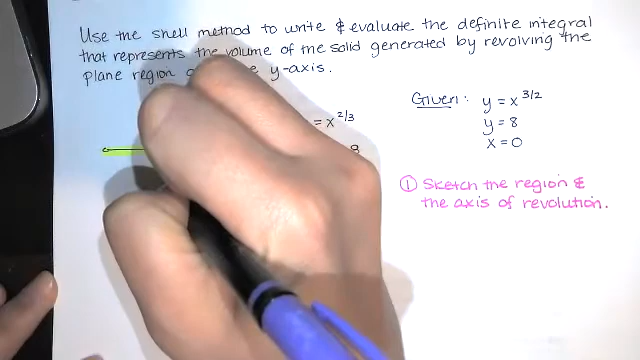 Use the shell method to write & evaluate the definite integral
that represents the volume of the solid generated by revolving the
plane region y-axis.
Given: y = x^3/2
y = 8
x = 0
= x^2/3
8
① Sketch the region &
the axis of revolution.